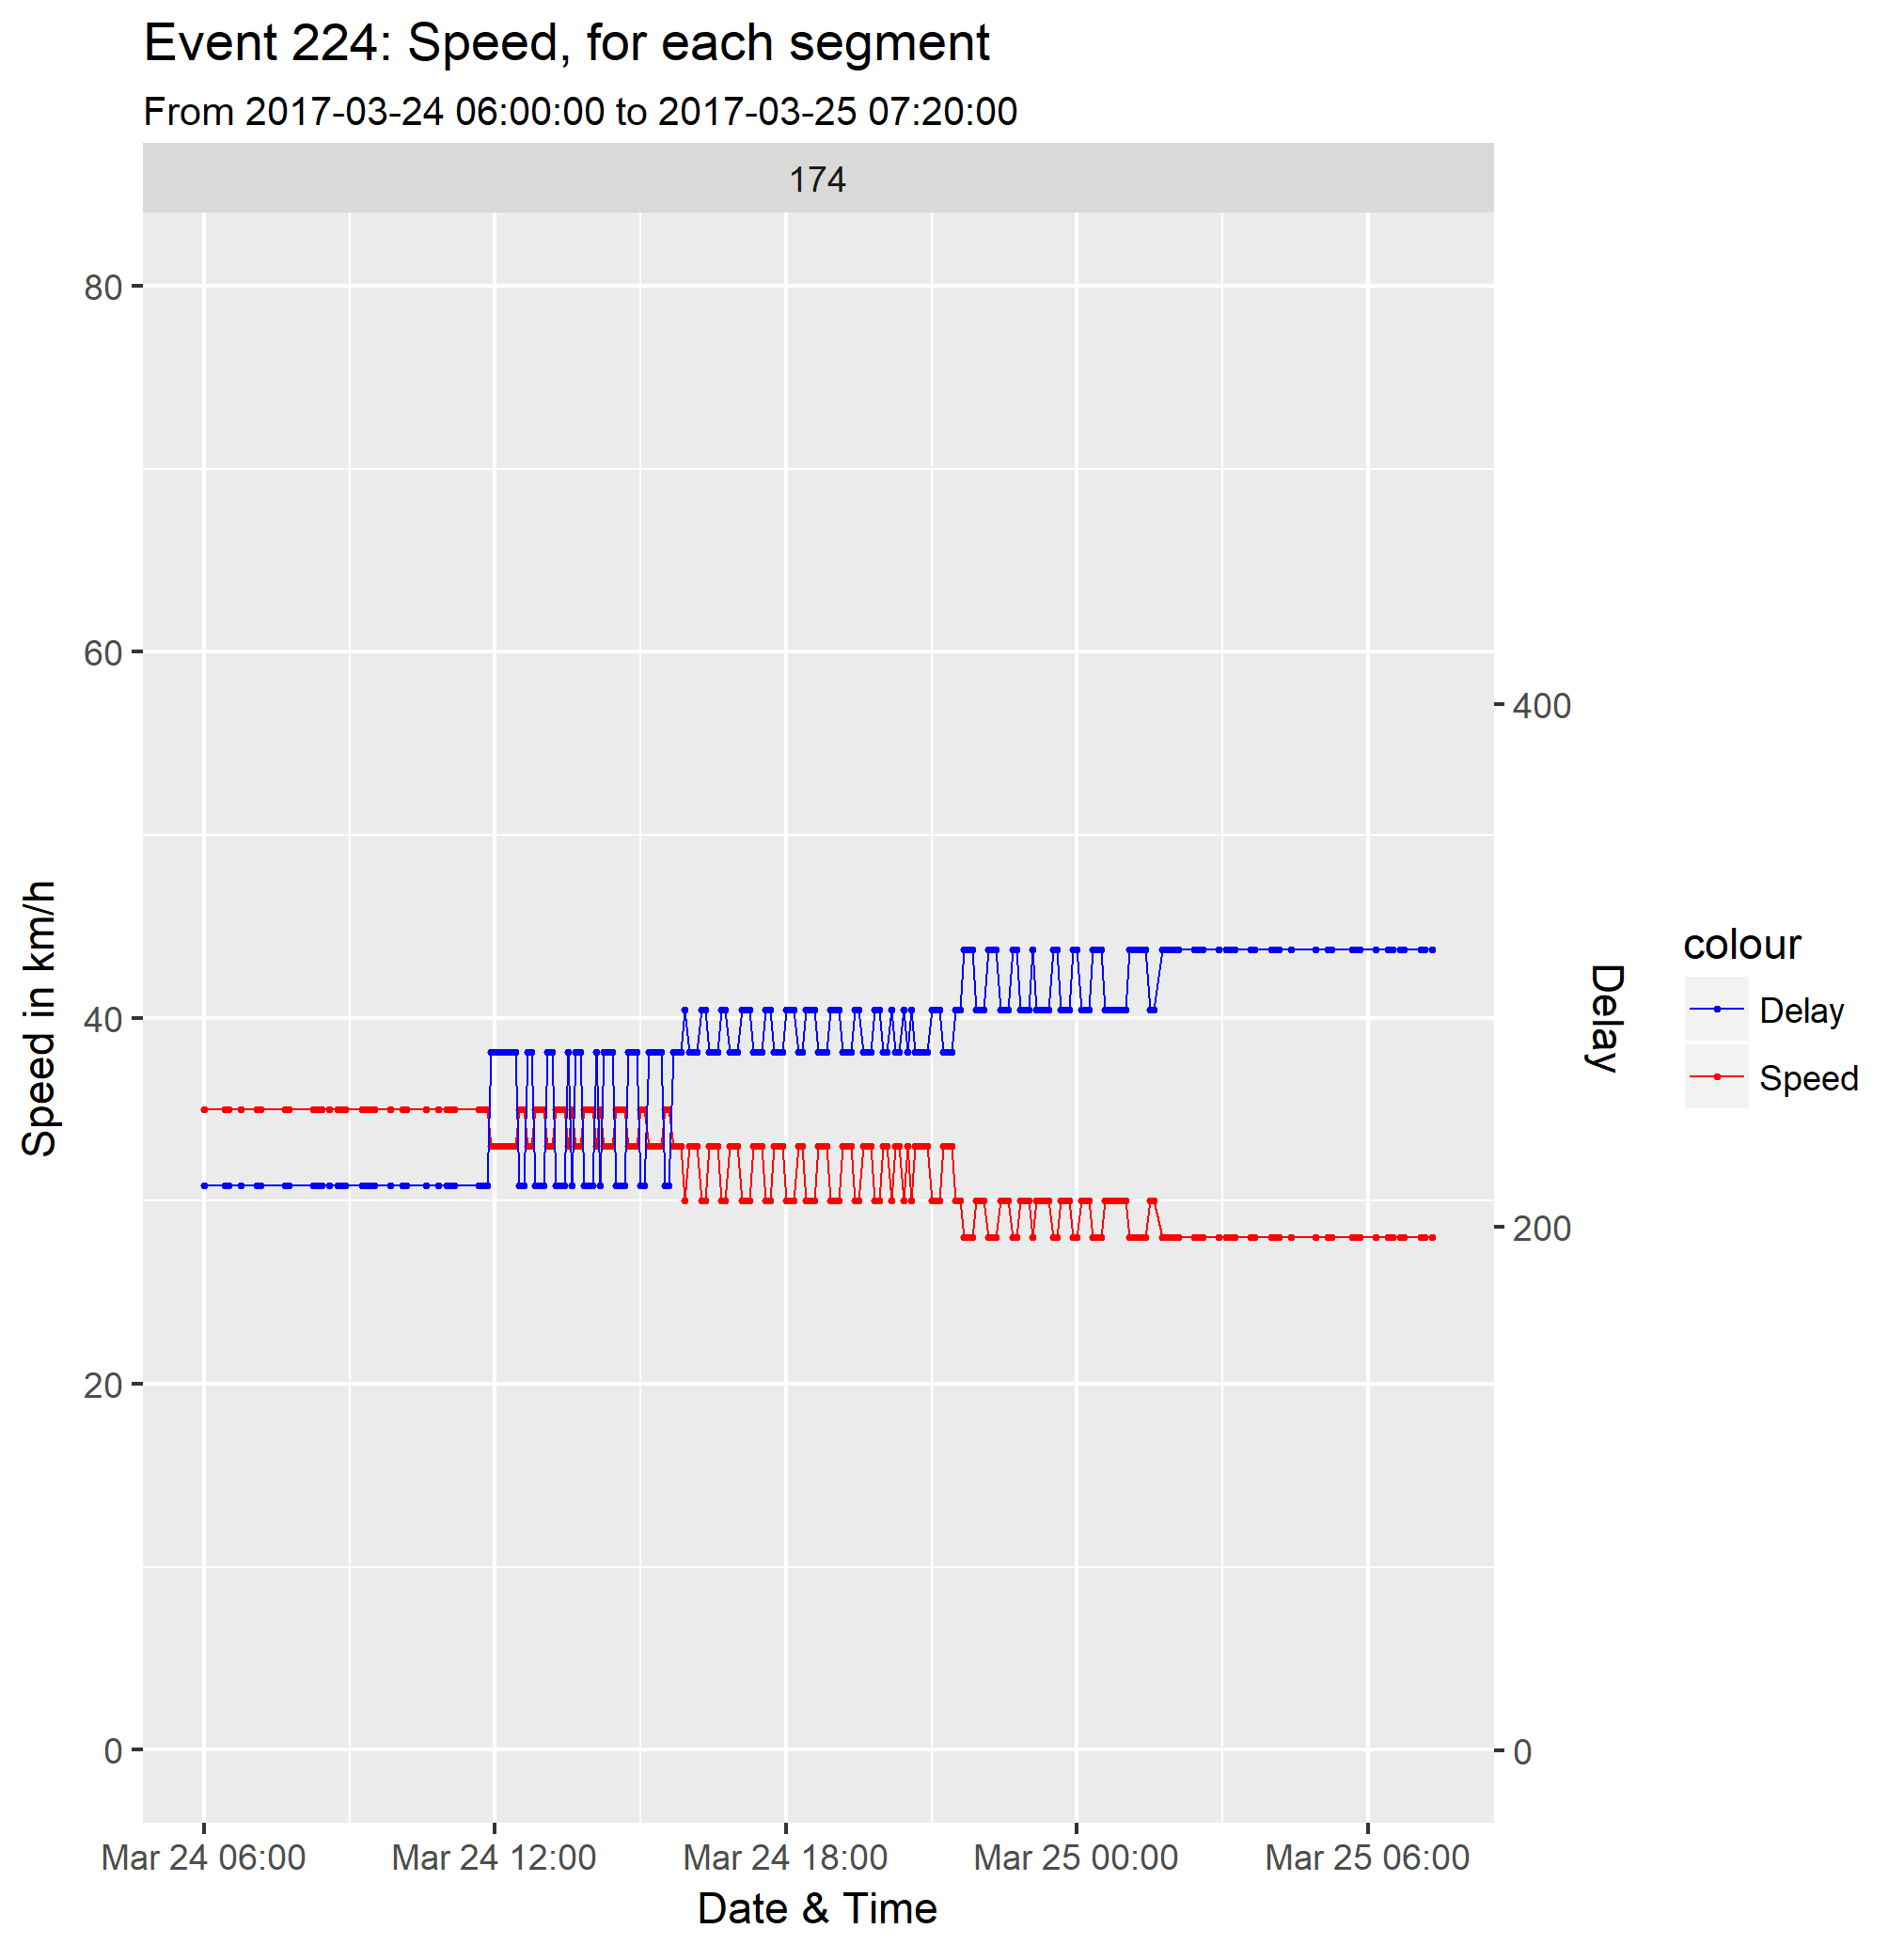 Event 224: Speed, for each segment
From 2017-03-24 06:00:00 to 2017-03-25 07:20:00
174
80
60
40
20
0
Speed in km/h
400
200
0
Delay
colour
Delay
Speed
Mar 24 06:00 Mar 24 12:00 Mar 24 18:00 Mar 25 00:00 Mar 25 06:00
Date & Time